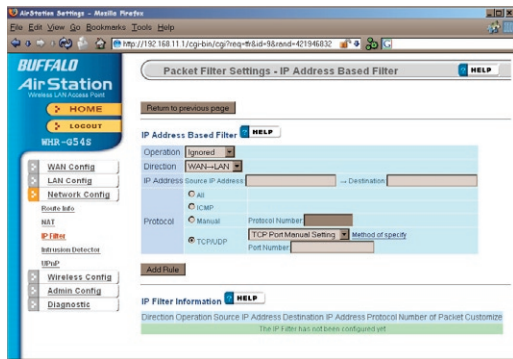 AirStation Settings - Mozilla Firefox
File Edit View Go Bookmarks Tools Help
http://192.168.11.1/cgi-bin/cgi?req=tfr&id=9&rand=421946832
BUFFALO
AirStation
Wireless LAN Access Point
HOME
LOGOUT
WHR-G54S
WAN Config
LAN Config
Network Config
Route Info
NAT
IP Filter
Intrusion Detector
UPnP
Wireless Config
Admin Config
Diagnostic
Packet Filter Settings - IP Address Based Filter
HELP
Return to previous page
IP Address Based Filter HELP
Operation Ignored
Direction WAN→LAN
IP Address Source IP Address → Destination
Protocol
All
ICMP
Manual Protocol Number
TCP/UDP TCP Port Manual Setting Method of specify
Port Number
Add Rule
IP Filter Information HELP
Direction Operation Source IP Address Destination IP Address Protocol Number of Packet Customize
The IP Filter has not been configured yet